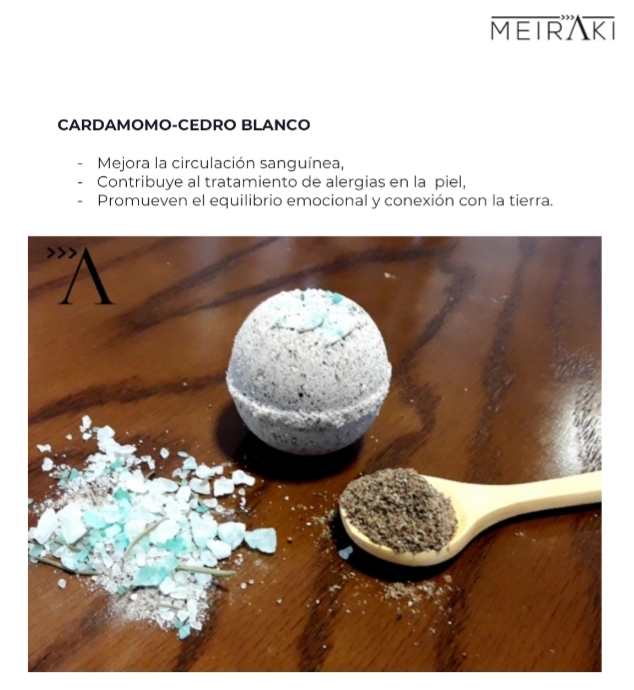 MEIRΛKI
CARDAMOMO-CEDRO BLANCO
- Mejora la circulación sanguínea,
- Contribuye al tratamiento de alergias en la piel,
- Promueven el equilibrio emocional y conexión con la tierra.
>>>
Λ